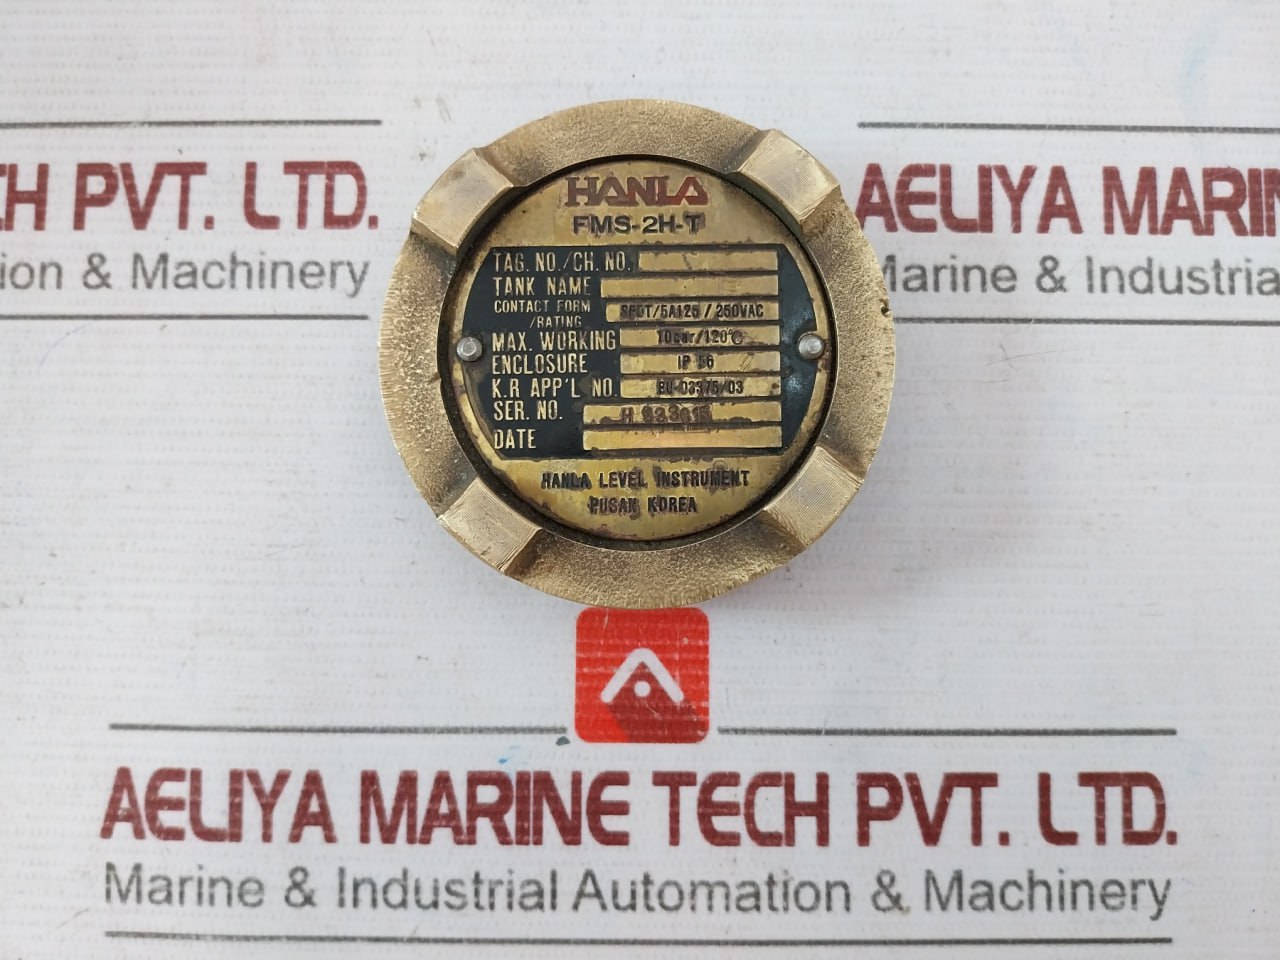 CH PVT. LTD.
ion & Machinery
AELIYA MARIN
Marine & Industria
HANLA
FMS-2H-T
TAG. NO./CH. NO.
TANK NAME
CONTACT FORM
/RATING
SPDT/5A125/250VAC
MAX. WORKING 10bar/120°C
ENCLOSURE IP 56
K.R APP'L NO.
SER. NO.
DATE
HANLA LEVEL INSTRUMENT
PUSAN KOREA
AELIYA MARINE TECH PVT. LTD.
Marine & Industrial Automation & Machinery